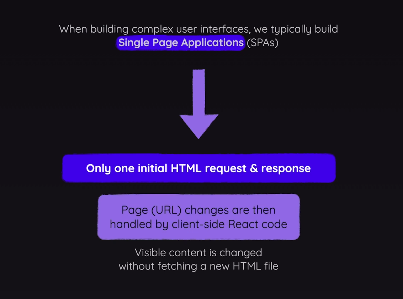 When building complex user interfaces, we typically build
Single Page Applications (SPAs)
Only one initial HTML request & response
Page (URL) changes are then
handled by client-side React code
Visible content is changed
without fetching a new HTML file